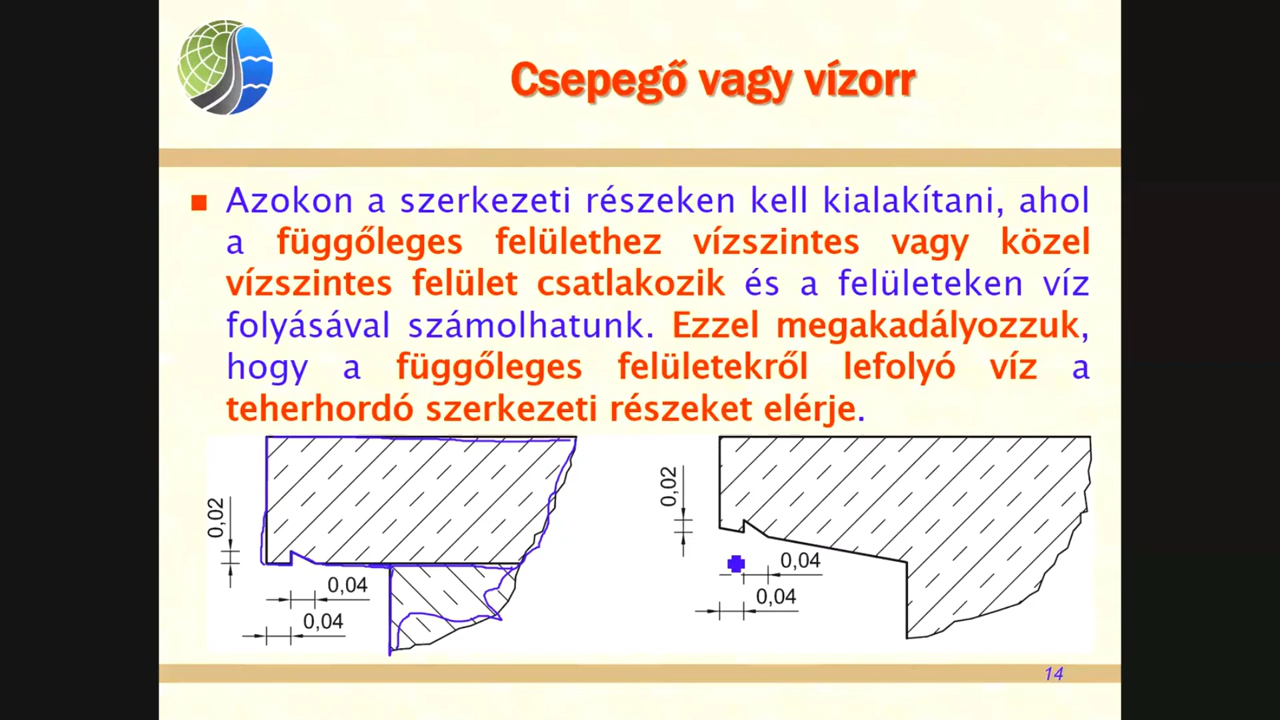 Csepegő vagy vízorr
Azokon a szerkezeti részeken kell kialakítani, ahol
a függőleges felülethez vízszintes vagy közel
vízszintes felület csatlakozik és a felületeken víz
folyásával számolhatunk. Ezzel megakadályozzuk,
hogy a függőleges felületekről lefolyó víz a
teherhordó szerkezeti részeket elérje.
0,02
0,04
0,04
0,02
0,04
0,04
14